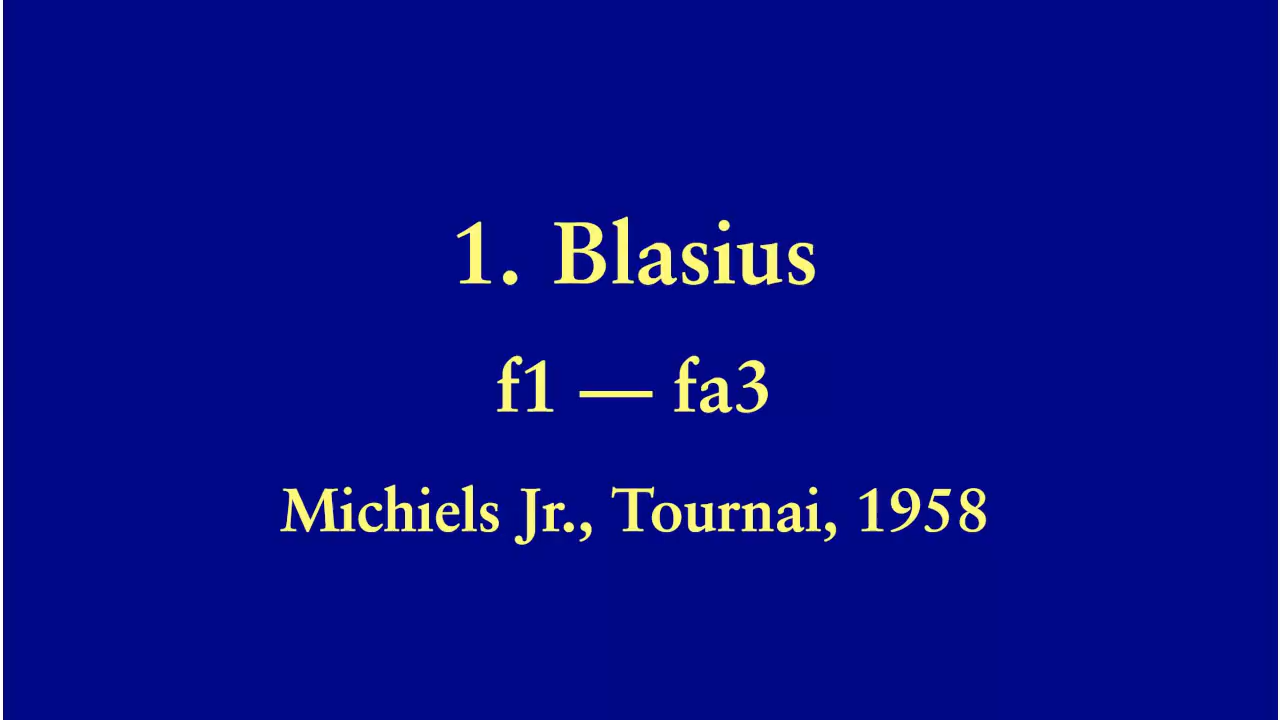 1. Blasius
f1 — fa3
Michiels Jr., Tournai, 1958